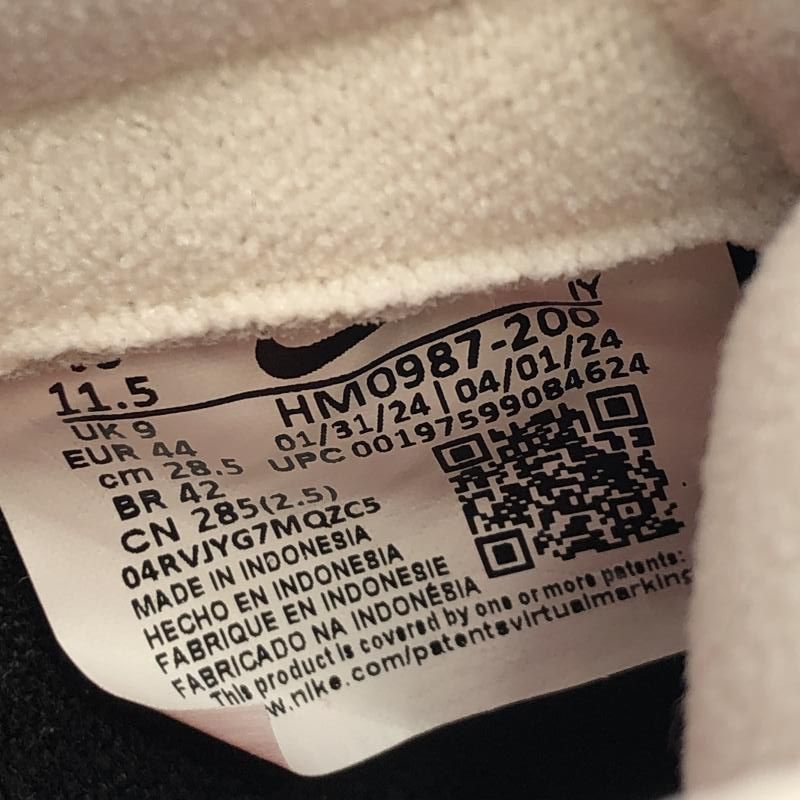 IY
11.5
HM0987-200
UK 9
01/31/24 | 04/01/24
EUR 44
UPC 00197599084624
cm 28.5
BR 42
CN 285(2.5)
04RVJYG7MQZC5
MADE IN INDONESIA
HECHO EN INDONESIA
FABRIQUE EN INDONESIE
FABRICADO NA INDONÉSIA
This product is covered by one or more patents:
w.nike.com/patentsvirtualmarking